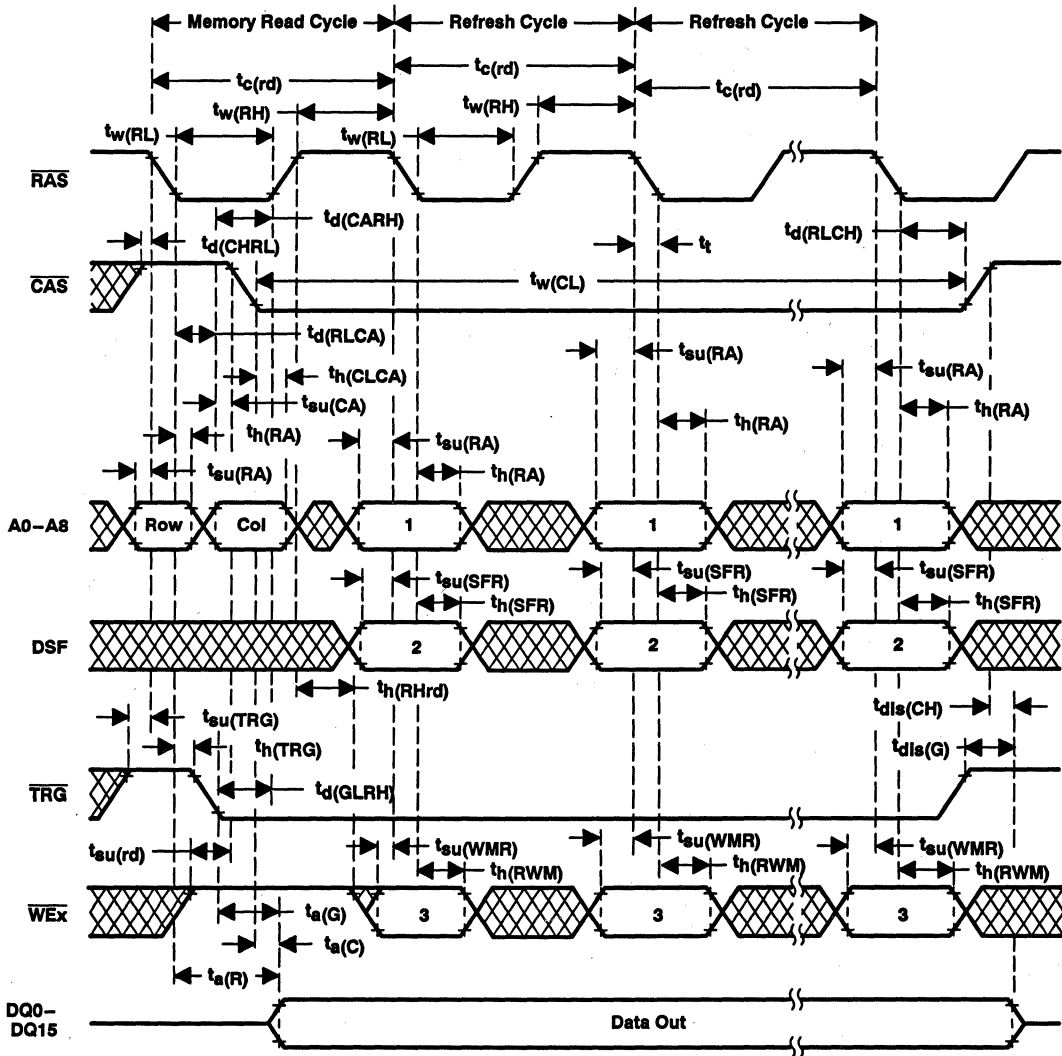 Memory Read Cycle Refresh Cycle Refresh Cycle
tc(rd)
tc(rd)
tc(rd)
tw(RH)
tw(RH)
tw(RL)
tw(RL)
RAS
td(CARH)
td(RLCH)
td(CHRL)
tt
CAS
tw(CL)
td(RLCA)
tsu(RA)
th(CLCA)
tsu(RA)
tsu(CA)
th(RA)
th(RA)
th(RA)
tsu(RA)
tsu(RA)
th(RA)
A0–A8 Row Col 1 1 1
tsu(SFR) tsu(SFR) tsu(SFR)
th(SFR) th(SFR) th(SFR)
DSF 2 2 2
th(RHrd)
tdis(CH)
tsu(TRG)
th(TRG)
tdis(G)
TRG
td(GLRH)
tsu(rd)
tsu(WMR) tsu(WMR) tsu(WMR)
th(RWM) th(RWM) th(RWM)
WEx 3 3 3
ta(G)
ta(C)
ta(R)
DQ0–
DQ15
Data Out